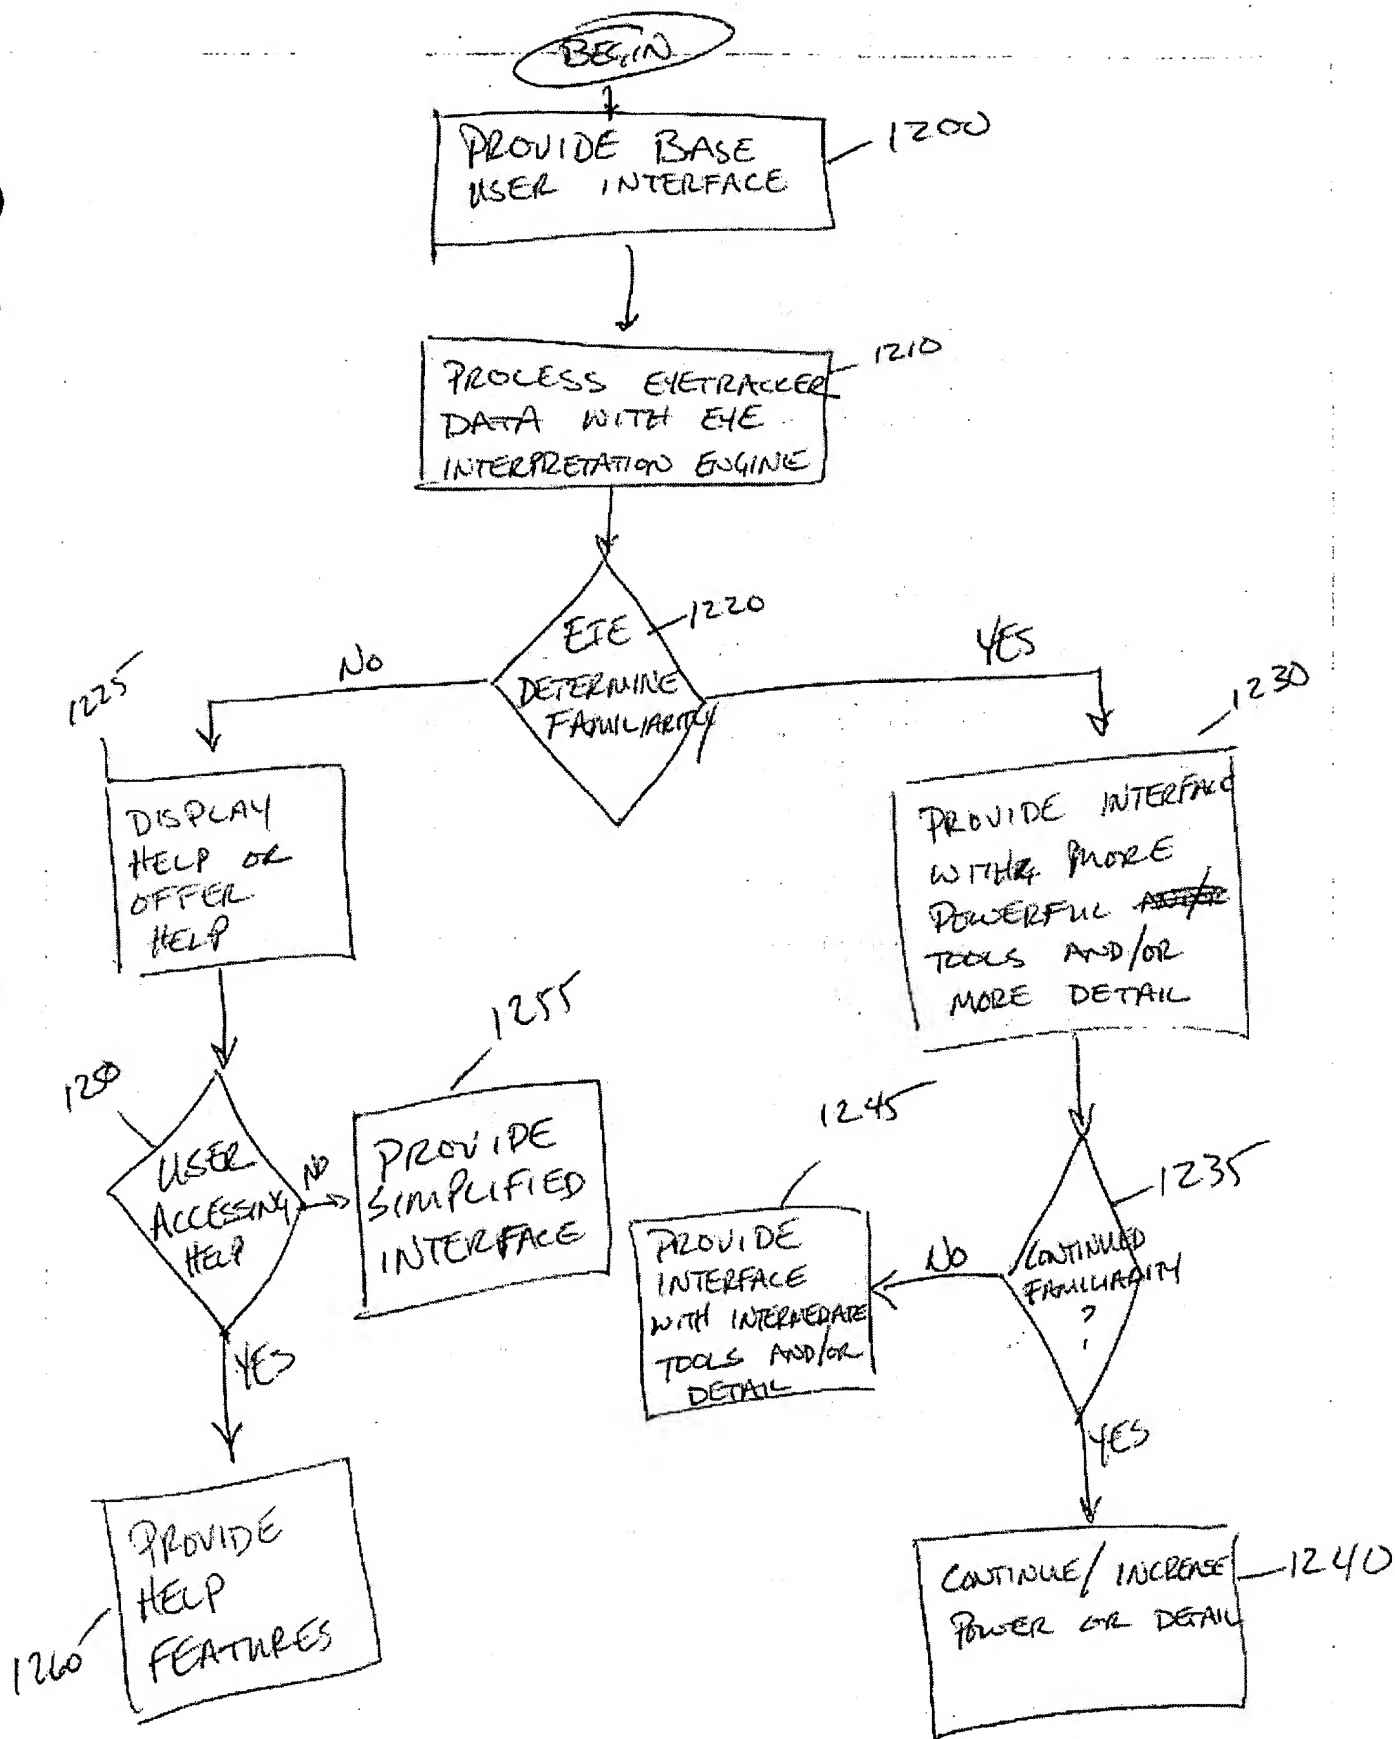 BEGIN
PROVIDE BASE
USER INTERFACE
1200
PROCESS EYETRACKER
DATA WITH EYE
INTERPRETATION ENGINE
1210
EIE
DETERMINE
FAMILIARITY
1220
NO
YES
1225
DISPLAY
HELP OR
OFFER
HELP
1230
PROVIDE INTERFACE
WITH MORE
POWERFUL
TOOLS AND/OR
MORE DETAIL
1250
USER
ACCESSING
HELP
NO
1255
PROVIDE
SIMPLIFIED
INTERFACE
1245
PROVIDE
INTERFACE
WITH INTERMEDIATE
TOOLS AND/OR
DETAIL
NO
1235
CONTINUED
FAMILIARITY
?
YES
YES
1260
PROVIDE
HELP
FEATURES
CONTINUE/INCREASE
POWER OR DETAIL
1240